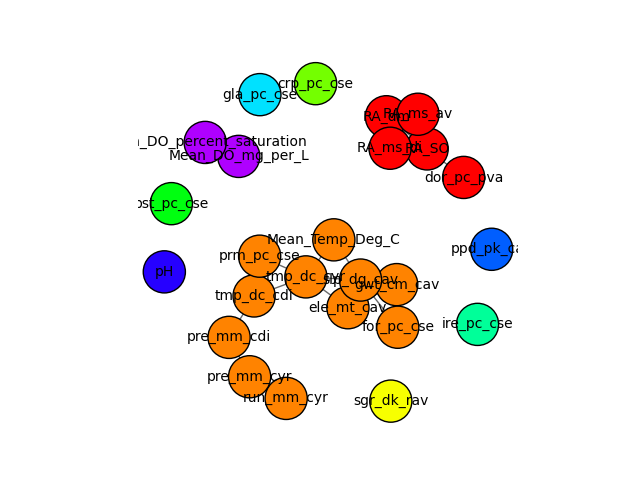 crp_pc_cse
gla_pc_cse
RA_ms_av
RA_dm
_DO_percent_saturation
RA_ms_di
RA_SO
Mean_DO_mg_per_L
dor_pc_pva
ost_pc_cse
Mean_Temp_Deg_C
ppd_pk_ca
prm_pc_cse
pH
tmp_dc_cyr
slp_dg_cav
gwt_cm_cav
tmp_dc_cdi
ele_mt_cav
for_pc_cse
ire_pc_cse
pre_mm_cdi
pre_mm_cyr
run_mm_cyr
sgr_dk_rav